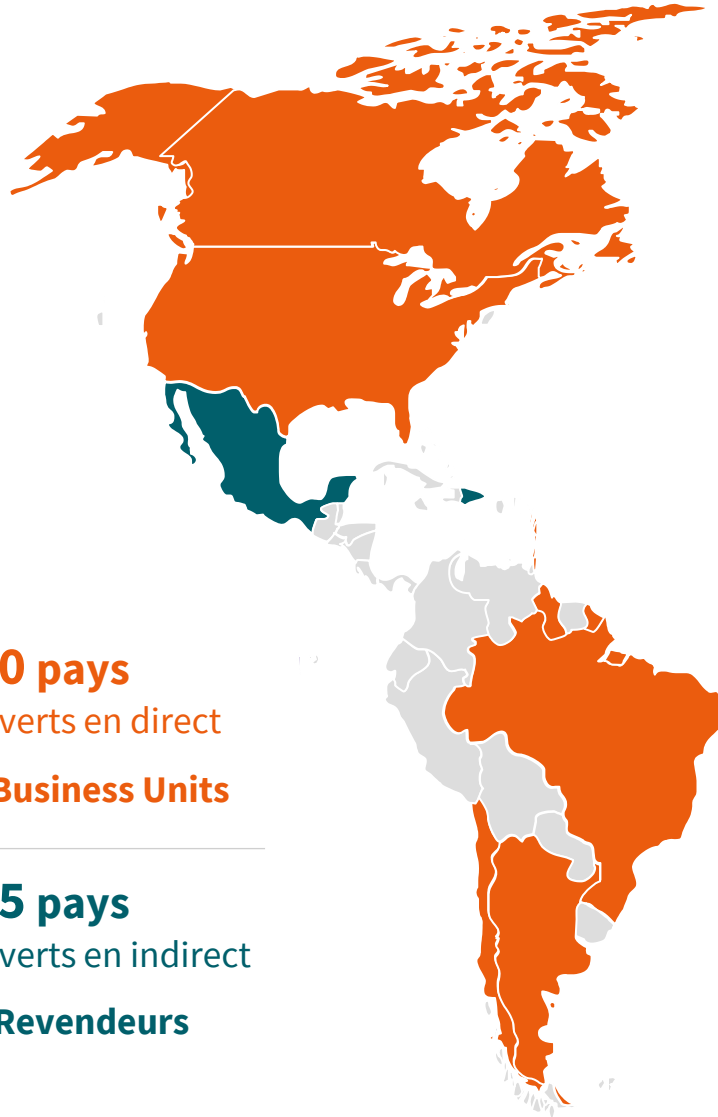 0 pays
verts en direct
Business Units
5 pays
verts en indirect
Revendeurs